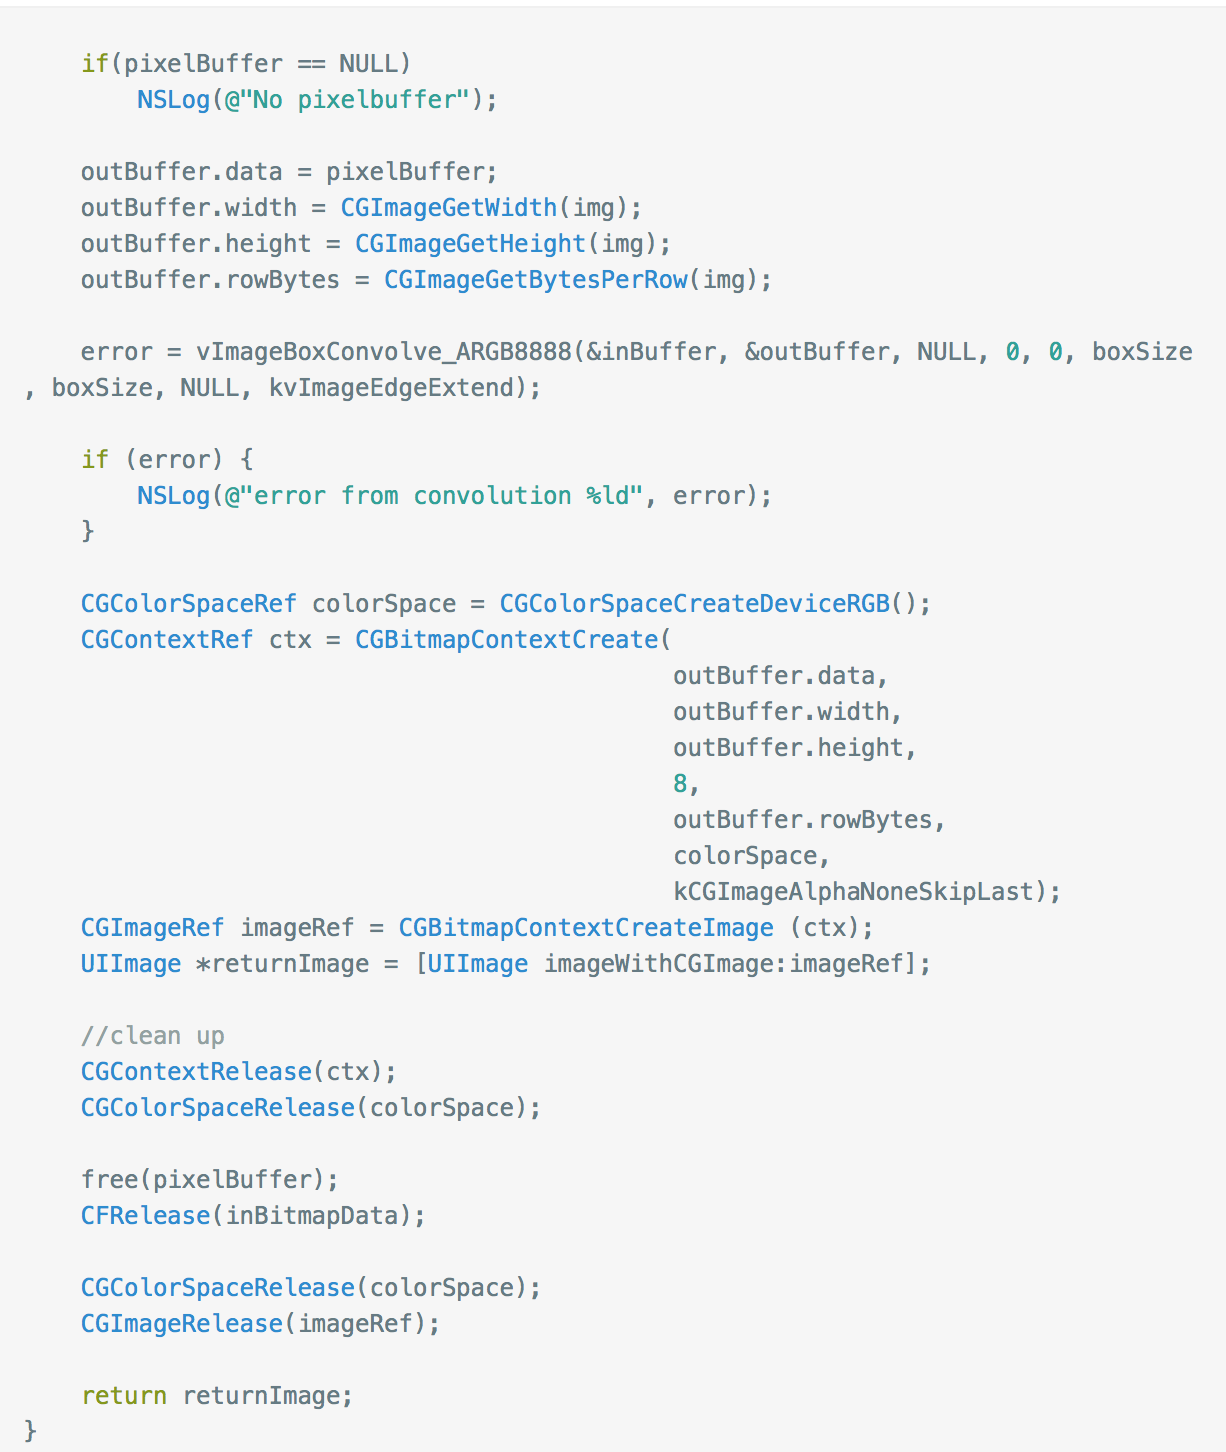 if(pixelBuffer == NULL)
NSLog(@"No pixelbuffer");
outBuffer.data = pixelBuffer;
outBuffer.width = CGImageGetWidth(img);
outBuffer.height = CGImageGetHeight(img);
outBuffer.rowBytes = CGImageGetBytesPerRow(img);
error = vImageBoxConvolve_ARGB8888(&inBuffer, &outBuffer, NULL, 0, 0, boxSize
, boxSize, NULL, kvImageEdgeExtend);
if (error) {
NSLog(@"error from convolution %ld", error);
}
CGColorSpaceRef colorSpace = CGColorSpaceCreateDeviceRGB();
CGContextRef ctx = CGBitmapContextCreate(
outBuffer.data,
outBuffer.width,
outBuffer.height,
8,
outBuffer.rowBytes,
colorSpace,
kCGImageAlphaNoneSkipLast);
CGImageRef imageRef = CGBitmapContextCreateImage (ctx);
UIImage *returnImage = [UIImage imageWithCGImage:imageRef];
//clean up
CGContextRelease(ctx);
CGColorSpaceRelease(colorSpace);
free(pixelBuffer);
CFRelease(inBitmapData);
CGColorSpaceRelease(colorSpace);
CGImageRelease(imageRef);
return returnImage;
}